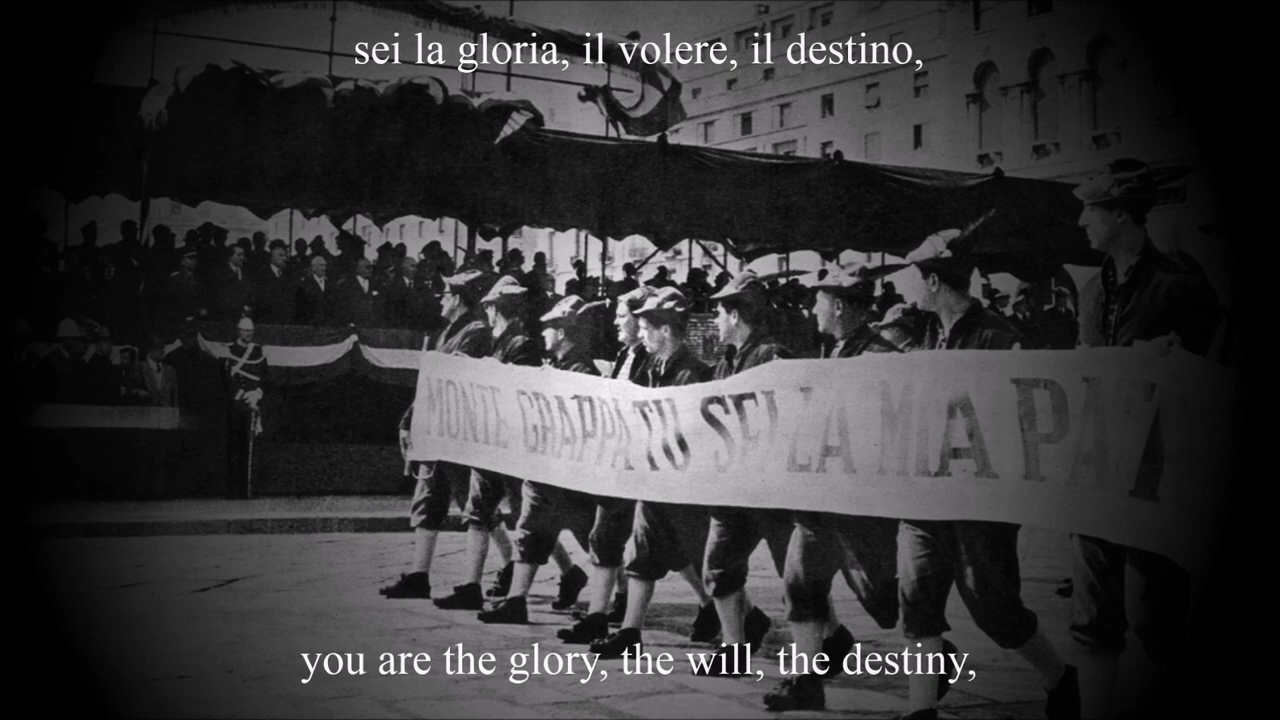 sei la gloria, il volere, il destino,
MONTE GRAPPA TU SEI LA MIA PAT
you are the glory, the will, the destiny,